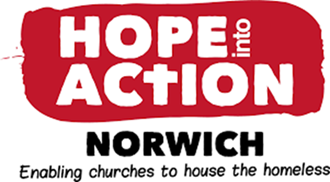 HOPE into
ACTION
NORWICH
Enabling churches to house the homeless